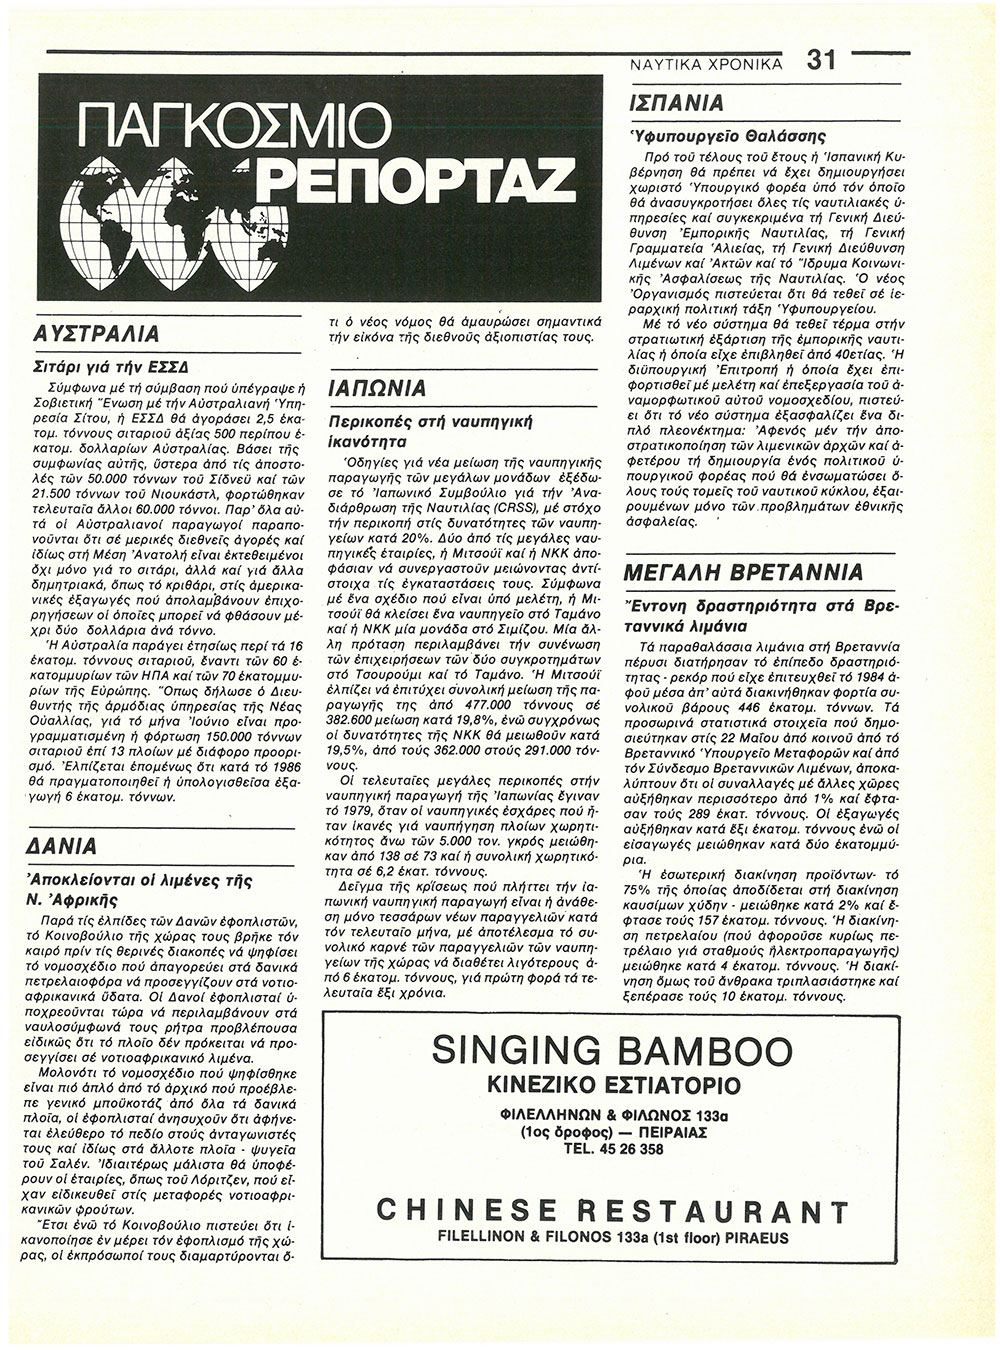 ΝΑΥΤΙΚΑ ΧΡΟΝΙΚΑ 31
ΠΑΓΚΟΣΜΙΟ
ΡΕΠΟΡΤΑΖ
ΑΥΣΤΡΑΛΙΑ
Σιτάρι γιά τήν ΕΣΣΔ
Σύμφωνα μέ τή σύμβαση πού ὑπέγραψε ἡ
Σοβιετική Ἕνωση μέ τήν Αὐστραλιανή Ὑπη-
ρεσία Σίτου, ἡ ΕΣΣΔ θά ἀγοράσει 2,5 ἑκα-
τομ. τόννους σιταριοῦ ἀξίας 500 περίπου ἑ-
κατομ. δολλαρίων Αὐστραλίας. Βάσει τῆς
συμφωνίας αὐτῆς, ὕστερα ἀπό τίς ἀποστο-
λές τῶν 50.000 τόννων τοῦ Σίδνεϋ καί τῶν
21.500 τόννων τοῦ Νιουκάστλ, φορτώθηκαν
τελευταῖα ἄλλοι 60.000 τόννοι. Παρ' ὅλα αὐ-
τά οἱ Αὐστραλιανοί παραγωγοί παραπο-
νοῦνται ὅτι σέ μερικές διεθνεῖς ἀγορές καί
ἰδίως στή Μέση Ἀνατολή εἶναι ἐκτεθειμένοι
ὄχι μόνο γιά τό σιτάρι, ἀλλά καί γιά ἄλλα
δημητριακά, ὅπως τό κριθάρι, στίς ἀμερικα-
νικές ἐξαγωγές πού ἀπολαμβάνουν ἐπιχο-
ρηγήσεων οἱ ὁποῖες μπορεῖ νά φθάσουν μέ-
χρι δύο δολλάρια ἀνά τόννο.
Ἡ Αὐστραλία παράγει ἐτησίως περί τά 16
ἑκατομ. τόννους σιταριοῦ, ἔναντι τῶν 60 ἑ-
κατομμυρίων τῶν ΗΠΑ καί τῶν 70 ἑκατομμυ-
ρίων τῆς Εὐρώπης. Ὅπως δήλωσε ὁ Διευ-
θυντής τῆς ἁρμόδιας ὑπηρεσίας τῆς Νέας
Οὐαλλίας, γιά τό μήνα Ἰούνιο εἶναι προ-
γραμματισμένη ἡ φόρτωση 150.000 τόννων
σιταριοῦ ἐπί 13 πλοίων μέ διάφορο προορι-
σμό. Ἐλπίζεται ἑπομένως ὅτι κατά τό 1986
θά πραγματοποιηθεῖ ἡ ὑπολογισθεῖσα ἐξα-
γωγή 6 ἑκατομ. τόννων.
ΔΑΝΙΑ
Ἀποκλείονται οἱ λιμένες τῆς
Ν. Ἀφρικῆς
Παρά τίς ἐλπίδες τῶν Δανῶν ἐφοπλιστῶν,
τό Κοινοβούλιο τῆς χώρας τους βρῆκε τόν
καιρό πρίν τίς θερινές διακοπές νά ψηφίσει
τό νομοσχέδιο πού ἀπαγορεύει στά δανικά
πετρελαιοφόρα νά προσεγγίζουν στά νοτιο-
αφρικανικά ὕδατα. Οἱ Δανοί ἐφοπλισταί ὑ-
ποχρεοῦνται τώρα νά περιλαμβάνουν στά
ναυλοσύμφωνά τους ρήτρα προβλέπουσα
εἰδικῶς ὅτι τό πλοῖο δέν πρόκειται νά προ-
σεγγίσει σέ νοτιοαφρικανικό λιμένα.
Μολονότι τό νομοσχέδιο πού ψηφίσθηκε
εἶναι πιό ἁπλό ἀπό τό ἀρχικό πού προέβλε-
πε γενικό μποϋκοτάζ ἀπό ὅλα τά δανικά
πλοῖα, οἱ ἐφοπλισταί ἀνησυχοῦν ὅτι ἀφήνε-
ται ἐλεύθερο τό πεδίο στούς ἀνταγωνιστές
τους καί ἰδίως στά ἄλλοτε πλοῖα - ψυγεῖα
τοῦ Σαλέν. Ἰδιαιτέρως μάλιστα θά ὑποφέ-
ρουν οἱ ἑταιρίες, ὅπως τοῦ Λόριτζεν, πού εἶ-
χαν εἰδικευθεῖ στίς μεταφορές νοτιοαφρι-
κανικῶν φρούτων.
Ἔτσι ἐνῶ τό Κοινοβούλιο πιστεύει ὅτι ἱ-
κανοποίησε ἐν μέρει τόν ἐφοπλισμό τῆς χώ-
ρας, οἱ ἐκπρόσωποί τους διαμαρτύρονται ὅ-
τι ὁ νέος νόμος θά ἀμαυρώσει σημαντικά
τήν εἰκόνα τῆς διεθνοῦς ἀξιοπιστίας τους.
ΙΑΠΩΝΙΑ
Περικοπές στή ναυπηγική
ἱκανότητα
Ὁδηγίες γιά νέα μείωση τῆς ναυπηγικῆς
παραγωγῆς τῶν μεγάλων μονάδων ἐξέδω-
σε τό Ἰαπωνικό Συμβούλιο γιά τήν Ἀνα-
διάρθρωση τῆς Ναυτιλίας (CRSS), μέ στόχο
τήν περικοπή στίς δυνατότητες τῶν ναυπη-
γείων κατά 20%. Δύο ἀπό τίς μεγάλες ναυ-
πηγικές ἑταιρίες, ἡ Μιτσούϊ καί ἡ ΝΚΚ ἀπο-
φάσιαν νά συνεργαστοῦν μειώνοντας ἀντί-
στοιχα τίς ἐγκαταστάσεις τους. Σύμφωνα
μέ ἕνα σχέδιο πού εἶναι ὑπό μελέτη, ἡ Μι-
τσούϊ θά κλείσει ἕνα ναυπηγεῖο στό Ταμάνο
καί ἡ ΝΚΚ μία μονάδα στό Σιμίζου. Μία ἄλ-
λη πρόταση περιλαμβάνει τήν συνένωση
τῶν ἐπιχειρήσεων τῶν δύο συγκροτημάτων
στό Τσουρούμι καί τό Ταμάνο. Ἡ Μιτσούϊ
ἐλπίζει νά ἐπιτύχει συνολική μείωση τῆς πα-
ραγωγῆς της ἀπό 477.000 τόννους σέ
382.600 μείωση κατά 19,8%, ἐνῶ συγχρόνως
οἱ δυνατότητες τῆς ΝΚΚ θά μειωθοῦν κατά
19,5%, ἀπό τούς 362.000 στούς 291.000 τόν-
νους.
Οἱ τελευταῖες μεγάλες περικοπές στήν
ναυπηγική παραγωγή τῆς Ἰαπωνίας ἔγιναν
τό 1979, ὅταν οἱ ναυπηγικές ἐσχάρες πού ἦ-
ταν ἱκανές γιά ναυπήγηση πλοίων χωρητι-
κότητος ἄνω τῶν 5.000 τον. γκρός μειώθη-
καν ἀπό 138 σέ 73 καί ἡ συνολική χωρητικό-
τητα σέ 6,2 ἑκατ. τόννους.
Δεῖγμα τῆς κρίσεως πού πλήττει τήν ἰα-
πωνική ναυπηγική παραγωγή εἶναι ἡ ἀνάθε-
ση μόνο τεσσάρων νέων παραγγελιῶν κατά
τόν τελευταῖο μήνα, μέ ἀποτέλεσμα τό συ-
νολικό καρνέ τῶν παραγγελιῶν τῶν ναυπη-
γείων τῆς χώρας νά διαθέτει λιγότερους ἀ-
πό 6 ἑκατομ. τόννους, γιά πρώτη φορά τά τε-
λευταῖα ἕξι χρόνια.
ΙΣΠΑΝΙΑ
Ὑφυπουργεῖο Θαλάσσης
Πρό τοῦ τέλους τοῦ ἔτους ἡ Ἱσπανική Κυ-
βέρνηση θά πρέπει νά ἔχει δημιουργήσει
χωριστό Ὑπουργικό φορέα ὑπό τόν ὁποῖο
θά ἀνασυγκροτήσει ὅλες τίς ναυτιλιακές ὑ-
πηρεσίες καί συγκεκριμένα τή Γενική Διεύ-
θυνση Ἐμπορικῆς Ναυτιλίας, τή Γενική
Γραμματεία Ἁλιείας, τή Γενική Διεύθυνση
Λιμένων καί Ἀκτῶν καί τό Ἵδρυμα Κοινωνι-
κῆς Ἀσφαλίσεως τῆς Ναυτιλίας. Ὁ νέος
Ὀργανισμός πιστεύεται ὅτι θά τεθεῖ σέ ἱε-
ραρχική πολιτική τάξη Ὑφυπουργείου.
Μέ τό νέο σύστημα θά τεθεῖ τέρμα στήν
στρατιωτική ἐξάρτιση τῆς ἐμπορικῆς ναυτι-
λίας ἡ ὁποία εἶχε ἐπιβληθεῖ ἀπό 40ετίας. Ἡ
διϋπουργική Ἐπιτροπή ἡ ὁποία ἔχει ἐπι-
φορτισθεῖ μέ μελέτη καί ἐπεξεργασία τοῦ ἀ-
ναμορφωτικοῦ αὐτοῦ νομοσχεδίου, πιστεύ-
ει ὅτι τό νέο σύστημα ἐξασφαλίζει ἕνα δι-
πλό πλεονέκτημα: Ἀφενός μέν τήν ἀπο-
στρατικοποίηση τῶν λιμενικῶν ἀρχῶν καί ἀ-
φετέρου τή δημιουργία ἑνός πολιτικοῦ ὑ-
πουργικοῦ φορέας πού θά ἐνσωματώσει ὅ-
λους τούς τομεῖς τοῦ ναυτικοῦ κύκλου, ἐξαι-
ρουμένων μόνο τῶν προβλημάτων ἐθνικῆς
ἀσφαλείας.
ΜΕΓΑΛΗ ΒΡΕΤΑΝΝΙΑ
Ἔντονη δραστηριότητα στά Βρε-
ταννικά λιμάνια
Τά παραθαλάσσια λιμάνια στή Βρεταννία
πέρυσι διατήρησαν τό ἐπίπεδο δραστηριό-
τητας - ρεκόρ πού εἶχε ἐπιτευχθεῖ τό 1984 ἀ-
φοῦ μέσα ἀπ' αὐτά διακινήθηκαν φορτία συ-
νολικοῦ βάρους 446 ἑκατομ. τόννων. Τά
προσωρινά στατιστικά στοιχεῖα πού δημο-
σιεύτηκαν στίς 22 Μαΐου ἀπό κοινοῦ ἀπό τό
Βρεταννικό Ὑπουργεῖο Μεταφορῶν καί ἀπό
τόν Σύνδεσμο Βρεταννικῶν Λιμένων, ἀποκα-
λύπτουν ὅτι οἱ συναλλαγές μέ ἄλλες χῶρες
αὐξήθηκαν περισσότερο ἀπό 1% καί ἔφτα-
σαν τούς 289 ἑκατ. τόννους. Οἱ ἐξαγωγές
αὐξήθηκαν κατά ἕξι ἑκατομ. τόννους ἐνῶ οἱ
εἰσαγωγές μειώθηκαν κατά δύο ἑκατομμύ-
ρια.
Ἡ ἐσωτερική διακίνηση προϊόντων- τό
75% τῆς ὁποίας ἀποδίδεται στή διακίνηση
καυσίμων χύδην - μειώθηκε κατά 2% καί ἔ-
φτασε τούς 157 ἑκατομ. τόννους. Ἡ διακίνη-
ση πετρελαίου (πού ἀφοροῦσε κυρίως πε-
τρέλαιο γιά σταθμούς ἠλεκτροπαραγωγῆς)
μειώθηκε κατά 4 ἑκατομ. τόννους. Ἡ διακί-
νηση ὅμως τοῦ ἄνθρακα τριπλασιάστηκε καί
ξεπέρασε τούς 10 ἑκατομ. τόννους.
SINGING BAMBOO
ΚΙΝΕΖΙΚΟ ΕΣΤΙΑΤΟΡΙΟ
ΦΙΛΕΛΛΗΝΩΝ & ΦΙΛΩΝΟΣ 133α
(1ος ὄροφος) — ΠΕΙΡΑΙΑΣ
TEL. 45 26 358
CHINESE RESTAURANT
FILELLINON & FILONOS 133a (1st floor) PIRAEUS